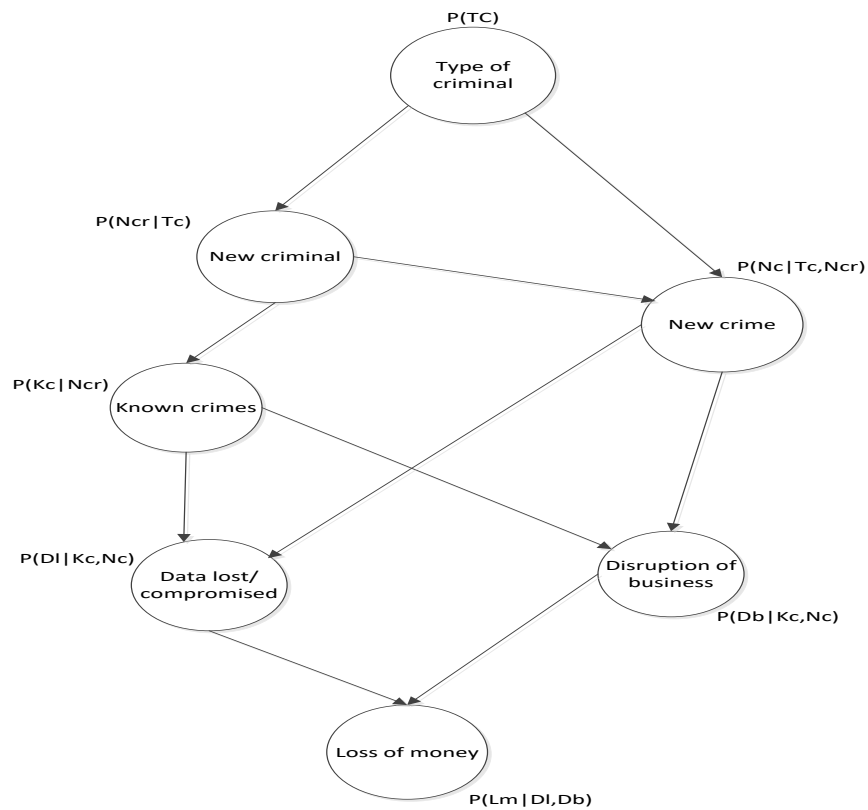 P(TC)
Type of
criminal
P(Ncr|Tc)
New criminal
P(Nc|Tc,Ncr)
New crime
P(Kc|Ncr)
Known crimes
P(Dl|Kc,Nc)
Data lost/
compromised
Disruption of
business
P(Db|Kc,Nc)
Loss of money
P(Lm|Dl,Db)